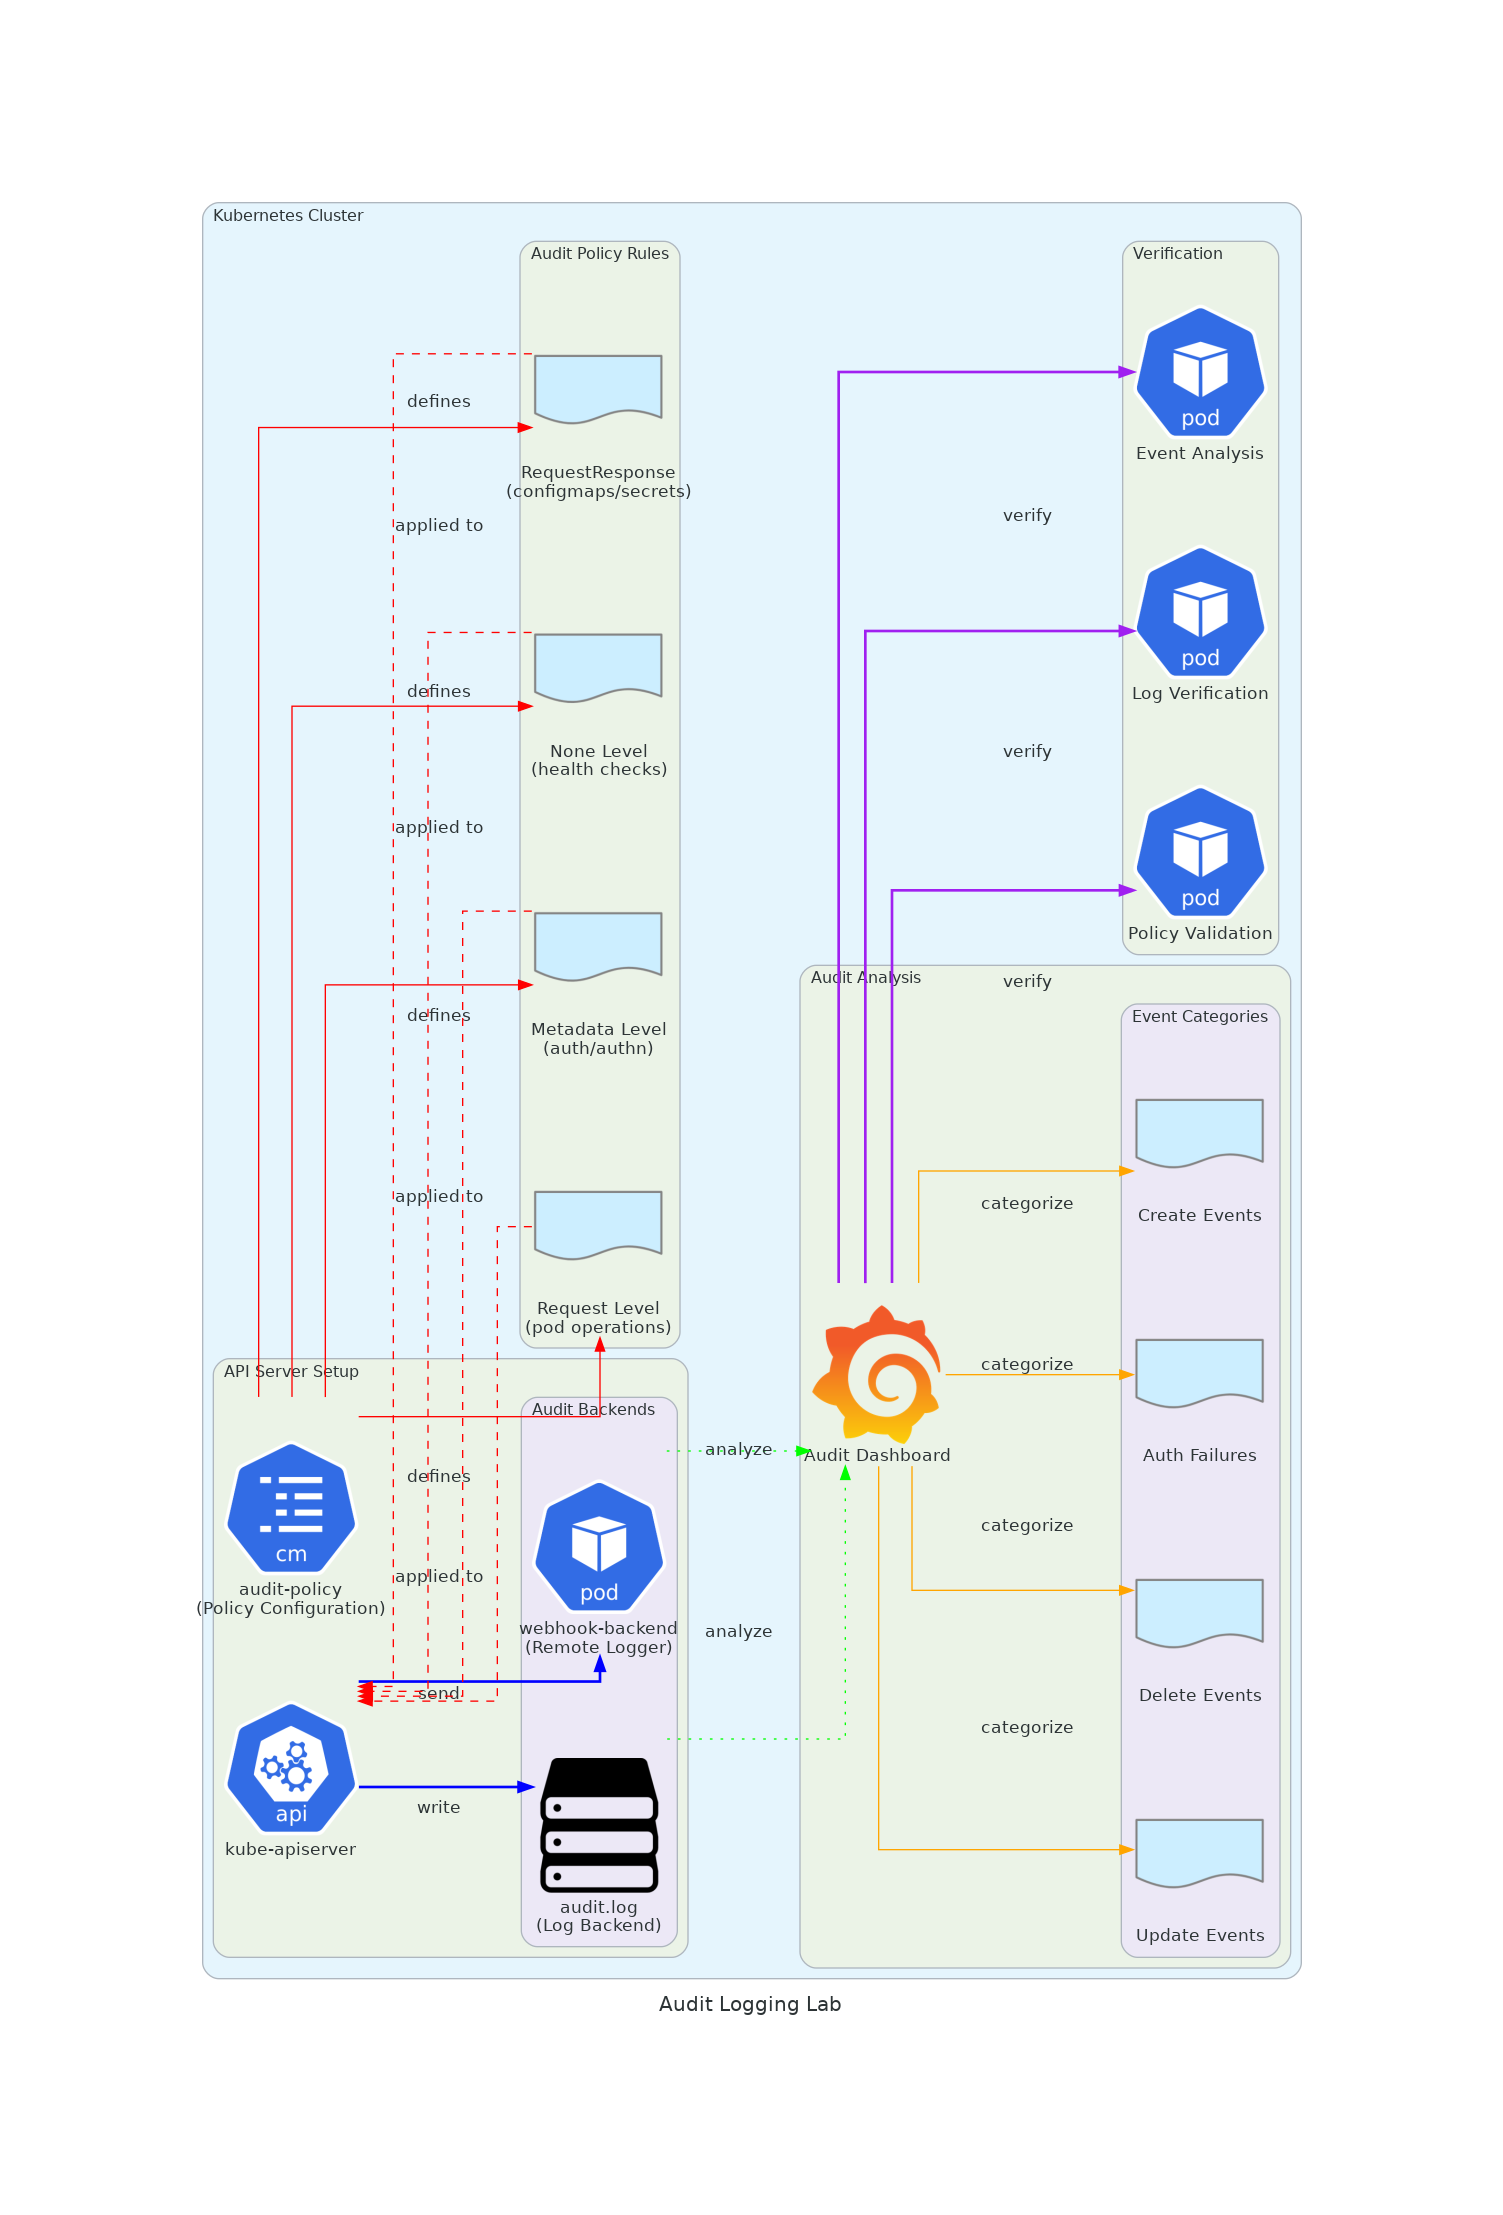 Kubernetes Cluster
Audit Policy Rules
Verification
defines
RequestResponse
(configmaps/secrets)
applied to
pod
Event Analysis
verify
defines
None Level
(health checks)
applied to
pod
Log Verification
verify
defines
Metadata Level
(auth/authn)
pod
Policy Validation
Audit Analysis
verify
Event Categories
applied to
categorize
Create Events
Request Level
(pod operations)
API Server Setup
Audit Backends
categorize
analyze
Audit Dashboard
Auth Failures
defines
cm
audit-policy
(Policy Configuration)
applied to
pod
webhook-backend
(Remote Logger)
analyze
categorize
send
Delete Events
categorize
api
kube-apiserver
write
audit.log
(Log Backend)
Update Events
Audit Logging Lab